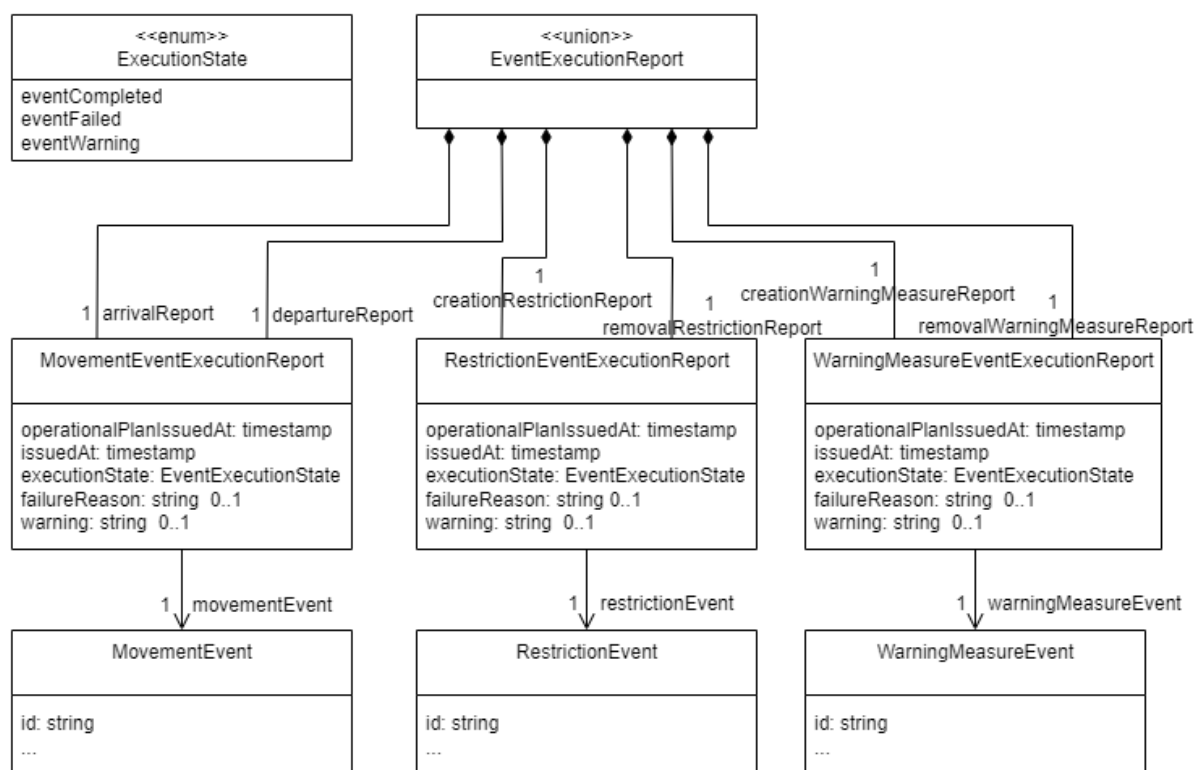 <<enum>>
ExecutionState
eventCompleted
eventFailed
eventWarning
<<union>>
EventExecutionReport
1 arrivalReport
1 departureReport
1
creationRestrictionReport
1
removalRestrictionReport
1
creationWarningMeasureReport
1
removalWarningMeasureReport
MovementEventExecutionReport
operationalPlanIssuedAt: timestamp
issuedAt: timestamp
executionState: EventExecutionState
failureReason: string 0..1
warning: string 0..1
RestrictionEventExecutionReport
operationalPlanIssuedAt: timestamp
issuedAt: timestamp
executionState: EventExecutionState
failureReason: string 0..1
warning: string 0..1
WarningMeasureEventExecutionReport
operationalPlanIssuedAt: timestamp
issuedAt: timestamp
executionState: EventExecutionState
failureReason: string 0..1
warning: string 0..1
1 movementEvent
1 restrictionEvent
1 warningMeasureEvent
MovementEvent
id: string
...
RestrictionEvent
id: string
...
WarningMeasureEvent
id: string
...